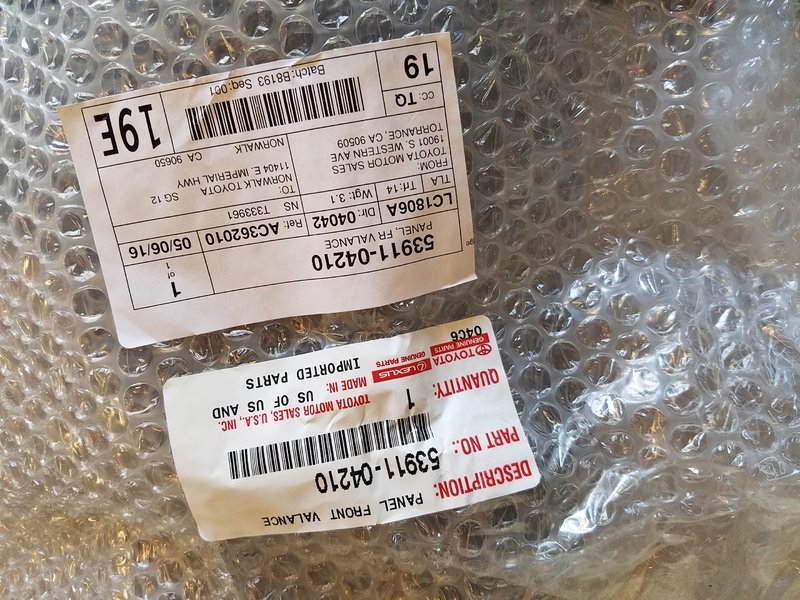 DESCRIPTION: PANEL FRONT VALANCE
PART NO.: 53911-04210
QUANTITY: 1
TOYOTA MOTOR SALES, U.S.A., INC.
MADE IN: US OF US AND
IMPORTED PARTS
TOYOTA
GENUINE PARTS
LEXUS
GENUINE PARTS
04C6
53911-04210
PANEL, FR VALANCE
1
of
1
LC1806A Dlr: 04042 Ref: AC362010 05/06/16
TLA Trf:14 Wgt: 3.1 NS T333961
FROM:
TOYOTA MOTOR SALES
19001 S. WESTERN AVE
TORRANCE, CA 90509
TO:
NORWALK TOYOTA SG 12
11404 E. IMPERIAL HWY
NORWALK CA 90650
CC: TQ
19
Batch: B8193 Seq:001
19E